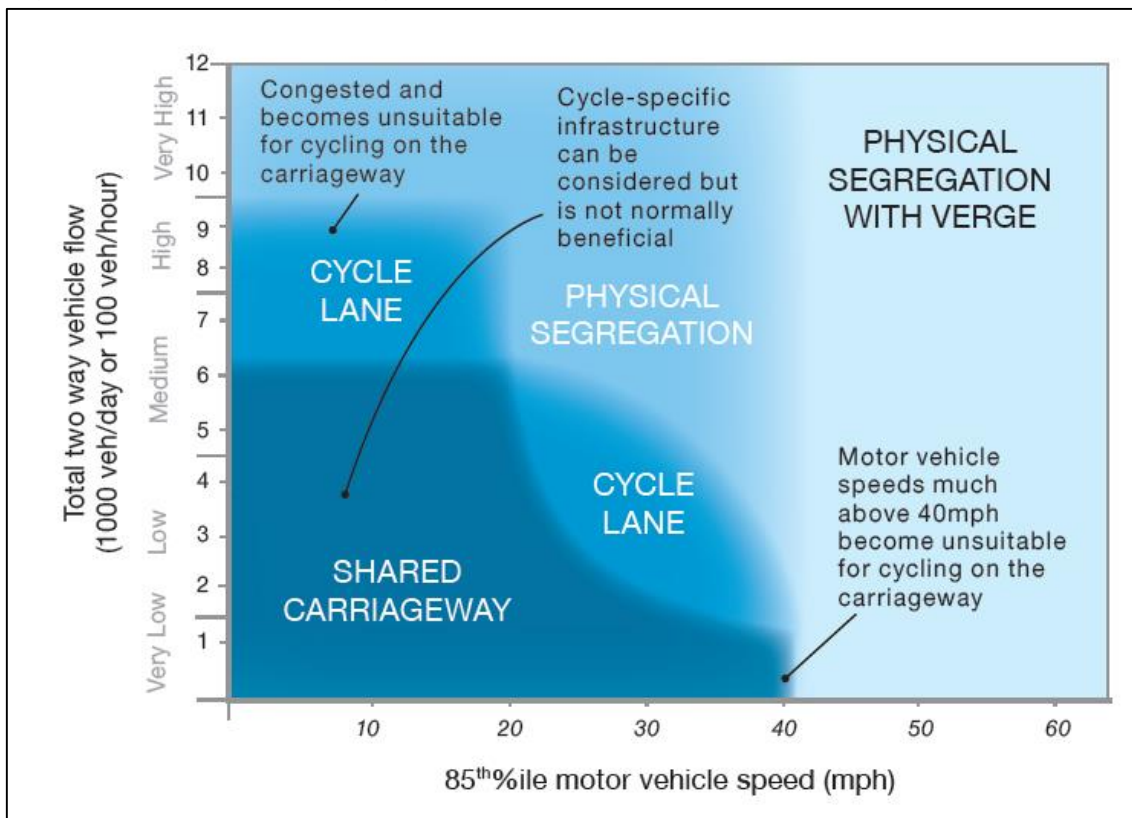 Total two way vehicle flow
(1000 veh/day or 100 veh/hour)
Very High
High
Medium
Low
Very Low
12
11
10
9
8
7
6
5
4
3
2
1
Congested and
becomes unsuitable
for cycling on the
carriageway
Cycle-specific
infrastructure
can be
considered but
is not normally
beneficial
PHYSICAL
SEGREGATION
WITH VERGE
CYCLE
LANE
PHYSICAL
SEGREGATION
CYCLE
LANE
Motor vehicle
speeds much
above 40mph
become unsuitable
for cycling on the
carriageway
SHARED
CARRIAGEWAY
10 20 30 40 50 60
85th%ile motor vehicle speed (mph)